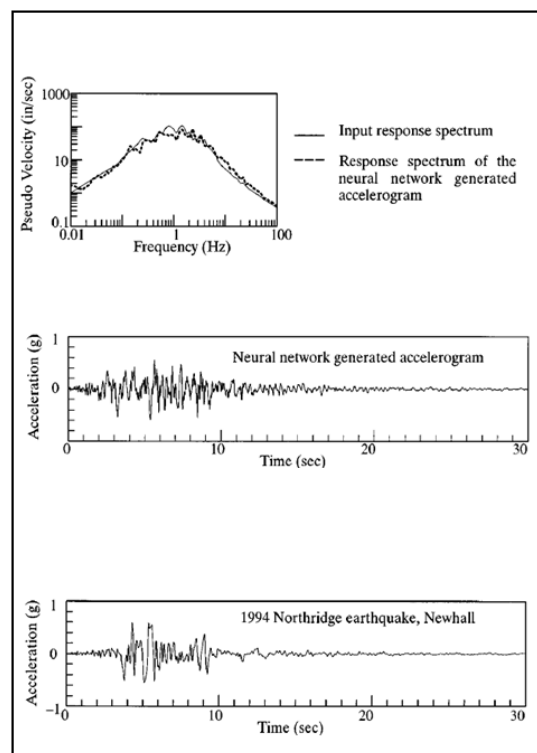 1000
10
0.1
Pseudo Velocity (in/sec)
0.01
1
100
Frequency (Hz)
Input response spectrum
Response spectrum of the
neural network generated
accelerogram
1
0
Acceleration (g)
Neural network generated accelerogram
0
10
20
30
Time (sec)
1
0
−1
Acceleration (g)
1994 Northridge earthquake, Newhall
0
10
20
30
Time (sec)